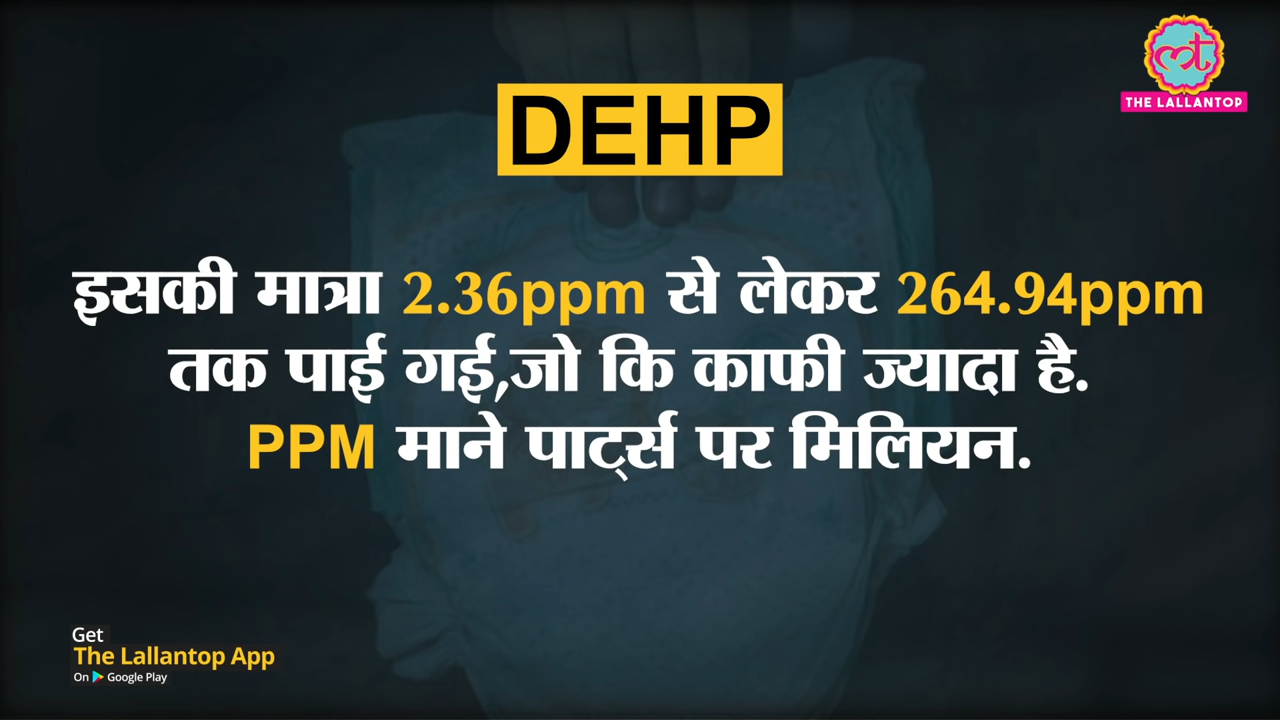 THE LALLANTOP
DEHP
इसकी मात्रा 2.36ppm से लेकर 264.94ppm
तक पाई गई,जो कि काफी ज्यादा है.
PPM माने पार्ट्स पर मिलियन.
Get
The Lallantop App
On Google Play